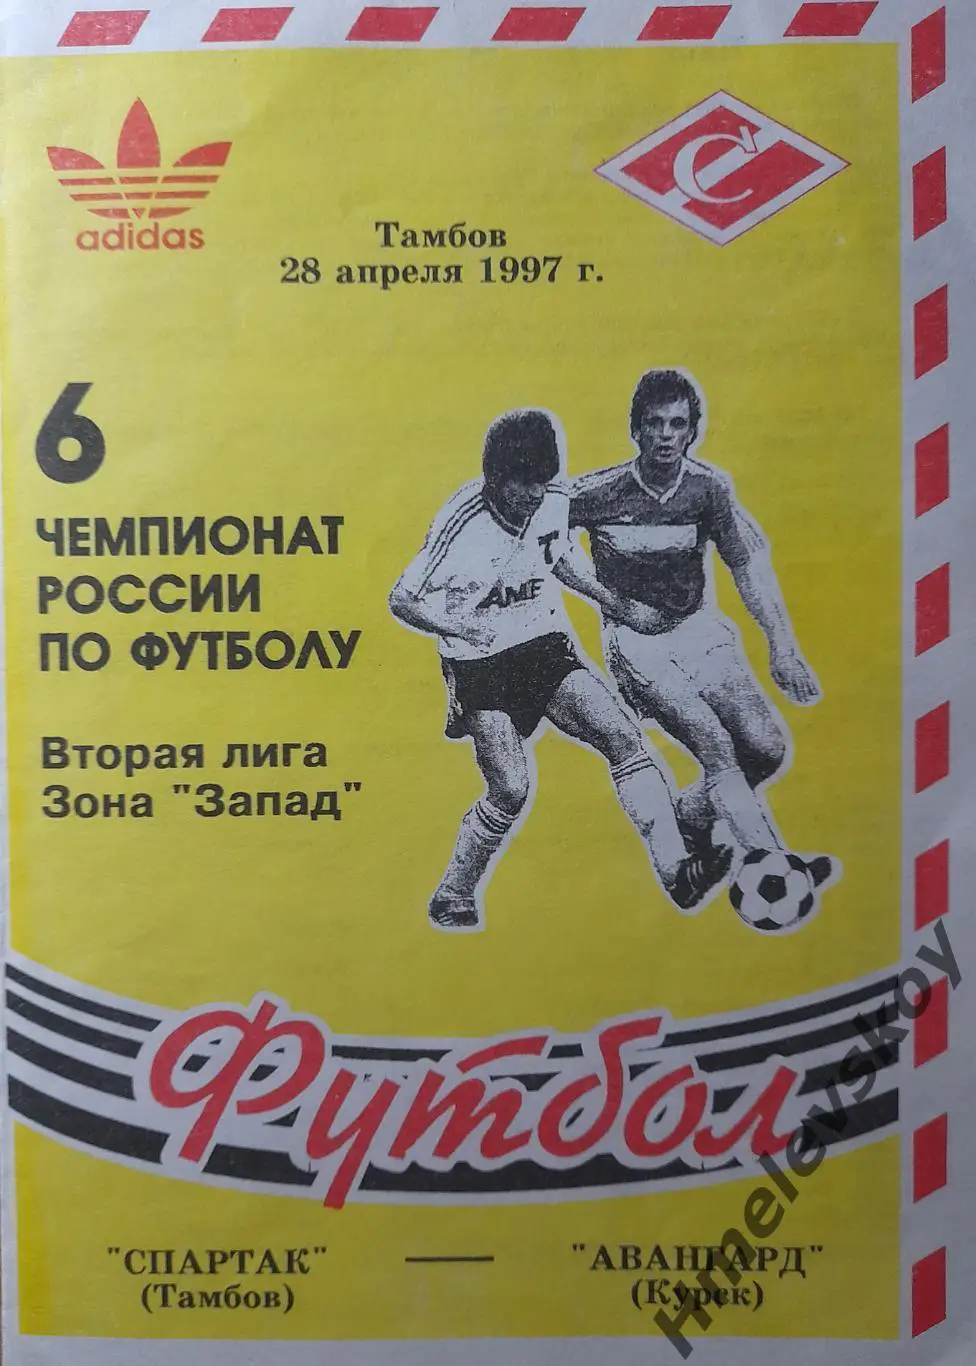 adidas
С
Тамбов
28 апреля 1997 г.
6
ЧЕМПИОНАТ
РОССИИ
ПО ФУТБОЛУ
Вторая лига
Зона "Запад"
Т
AME
Футбол
"СПАРТАК" — "АВАНГАРД"
(Тамбов) (Курск)
Hmelevskoy